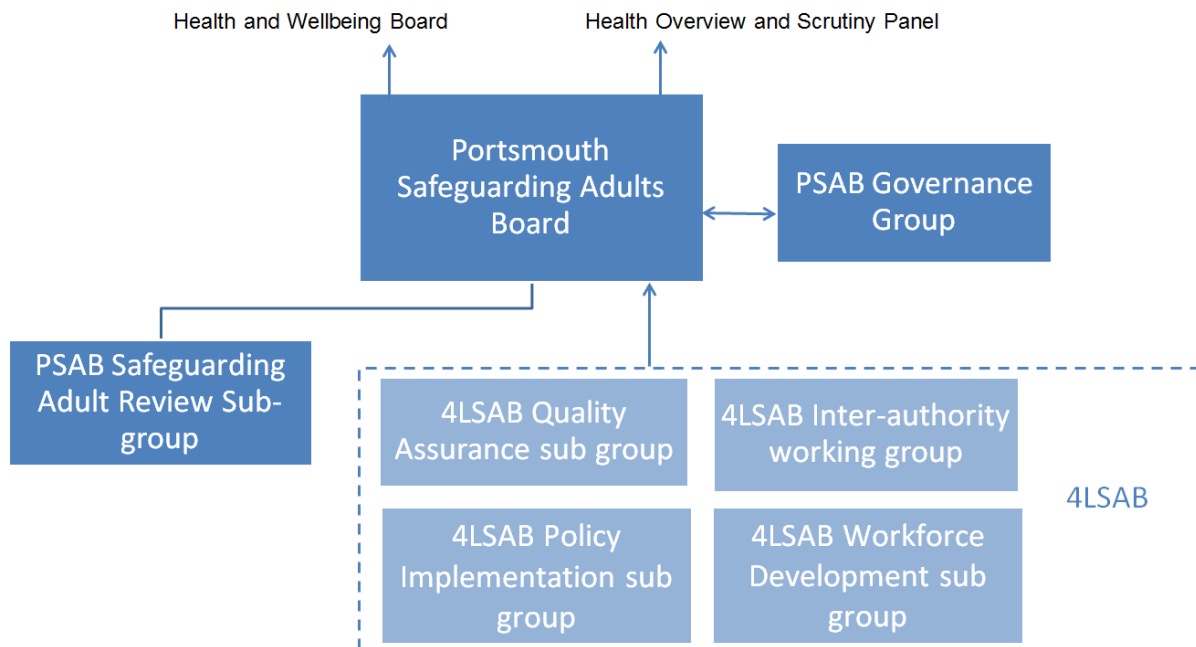 Health and Wellbeing Board
Health Overview and Scrutiny Panel
Portsmouth
Safeguarding Adults
Board
PSAB Governance
Group
PSAB Safeguarding
Adult Review Sub-
group
4LSAB Quality
Assurance sub group
4LSAB Inter-authority
working group
4LSAB
4LSAB Policy
Implementation sub
group
4LSAB Workforce
Development sub
group